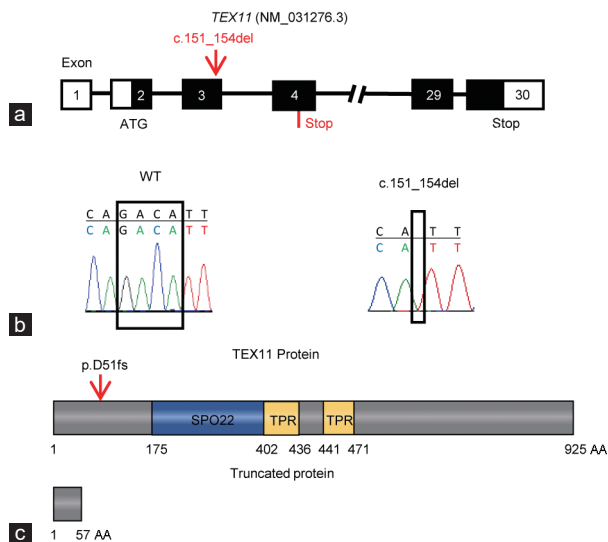 TEX11 (NM_031276.3)
c.151_154del
Exon
1 2 3 4 29 30
ATG Stop Stop
a
WT
c.151_154del
C A G A C A T T
C A G A C A T T
C A T T
C A T T
b
TEX11 Protein
p.D51fs
SPO22 TPR TPR
1 175 402 436 441 471 925 AA
Truncated protein
1 57 AA
c